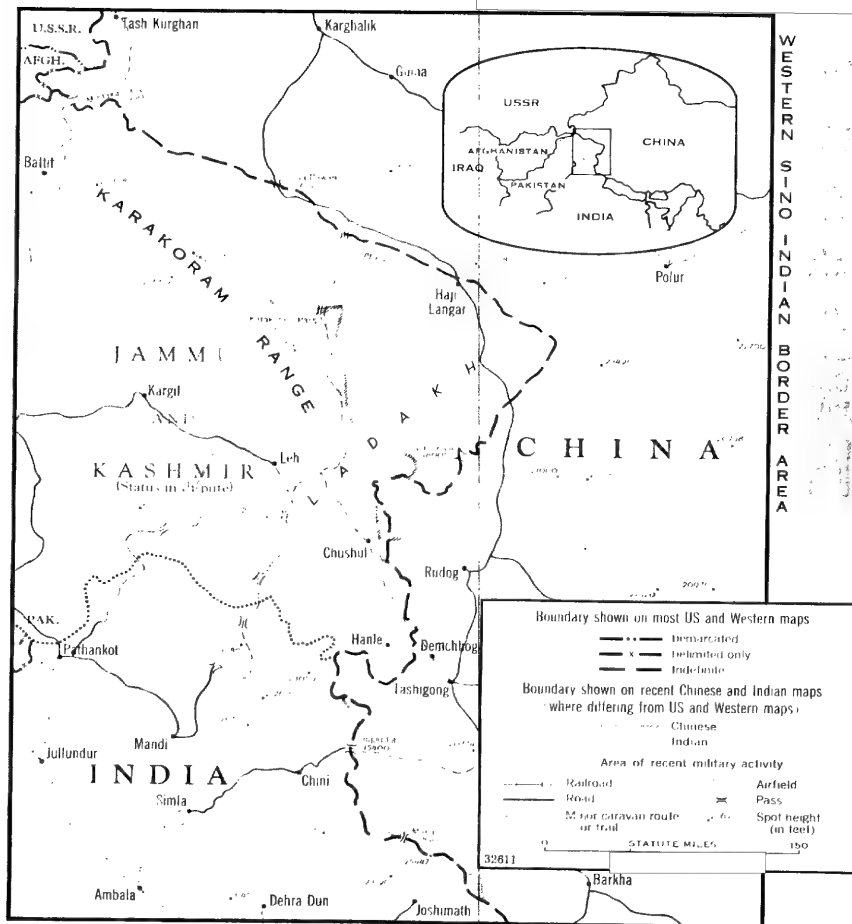 WESTERN SINO INDIAN BORDER AREA
U.S.S.R.
Tash Kurghan
Karghalik
AFGH.
Guma
USSR
CHINA
AFGHANISTAN
IRAQ
PAKISTAN
INDIA
Baltit
KARAKORAM RANGE
Polur
Haji
Langar
JAMMU
Kargil
AND
LADAKH
CHINA
Leh
KASHMIR
(Status in dispute)
Chushul
Rudog
PAK.
Pathankot
Hanle
Demchhog
Tashigong
Mandi
Jullundur
INDIA
Chini
Simla
Ambala
Dehra Dun
Joshimath
Barkha
Boundary shown on most US and Western maps
Demarcated
Delimited only
Indefinite
Boundary shown on recent Chinese and Indian maps
(where differing from US and Western maps)
Chinese
Indian
Area of recent military activity
Railroad
Airfield
Road
Pass
Minor caravan route
or trail
Spot height
(in feet)
0 STATUTE MILES 150
32611